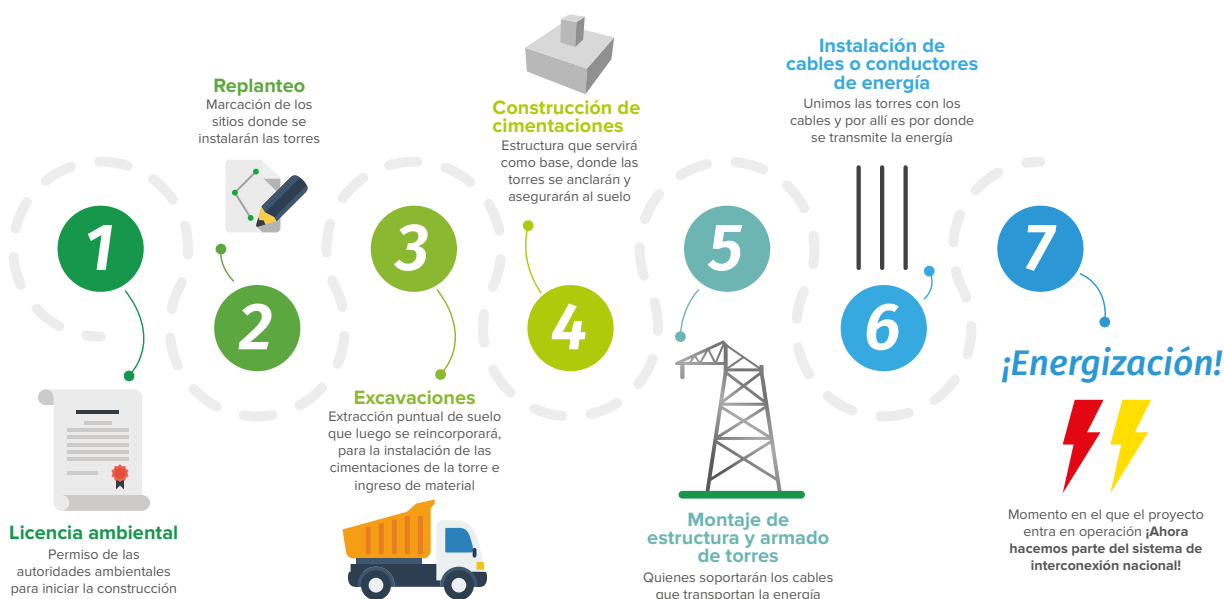 1
Licencia ambiental
Permiso de las
autoridades ambientales
para iniciar la construcción
Replanteo
Marcación de los
sitios donde se
instalarán las torres
2
3
Excavaciones
Extracción puntual de suelo
que luego se reincorporará,
para la instalación de las
cimentaciones de la torre e
ingreso de material
Construcción de
cimentaciones
Estructura que servirá
como base, donde las
torres se anclarán y
asegurarán al suelo
4
5
Montaje de
estructura y armado
de torres
Quienes soportarán los cables
que transportan la energía
Instalación de
cables o conductores
de energía
Unimos las torres con los
cables y por allí es por donde
se transmite la energía
6
7
¡Energización!
Momento en el que el proyecto
entra en operación ¡Ahora
hacemos parte del sistema de
interconexión nacional!